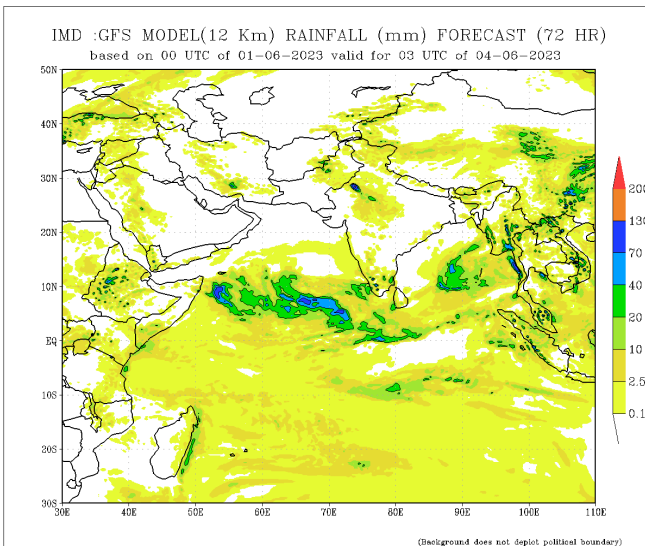 IMD :GFS MODEL(12 Km) RAINFALL (mm) FORECAST (72 HR)
based on 00 UTC of 01-06-2023 valid for 03 UTC of 04-06-2023
50N
40N
30N
20N
10N
EQ
10S
20S
30S
30E 40E 50E 60E 70E 80E 90E 100E 110E
200
130
70
40
20
10
2.5
0.1
(Background does not depict political boundary)